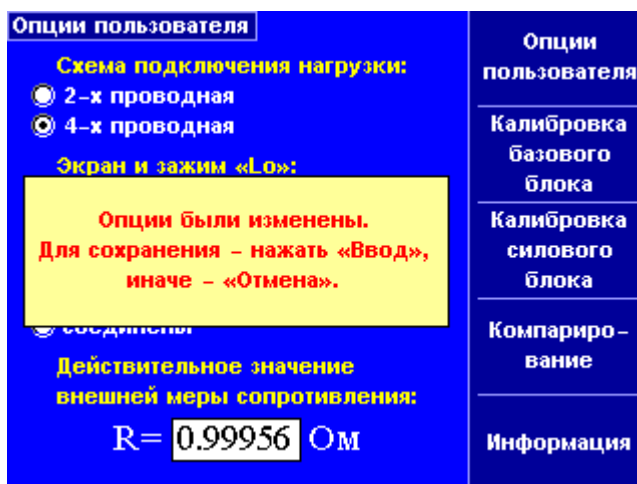 Опции пользователя
Схема подключения нагрузки:
2-х проводная
4-х проводная
Экран и зажим «Lo»:
Опции были изменены.
Для сохранения - нажать «Ввод»,
иначе - «Отмена».
соединены
Действительное значение
внешней меры сопротивления:
R= 0.99956 Ом
Опции
пользователя
Калибровка
базового
блока
Калибровка
силового
блока
Компариро-
вание
Информация